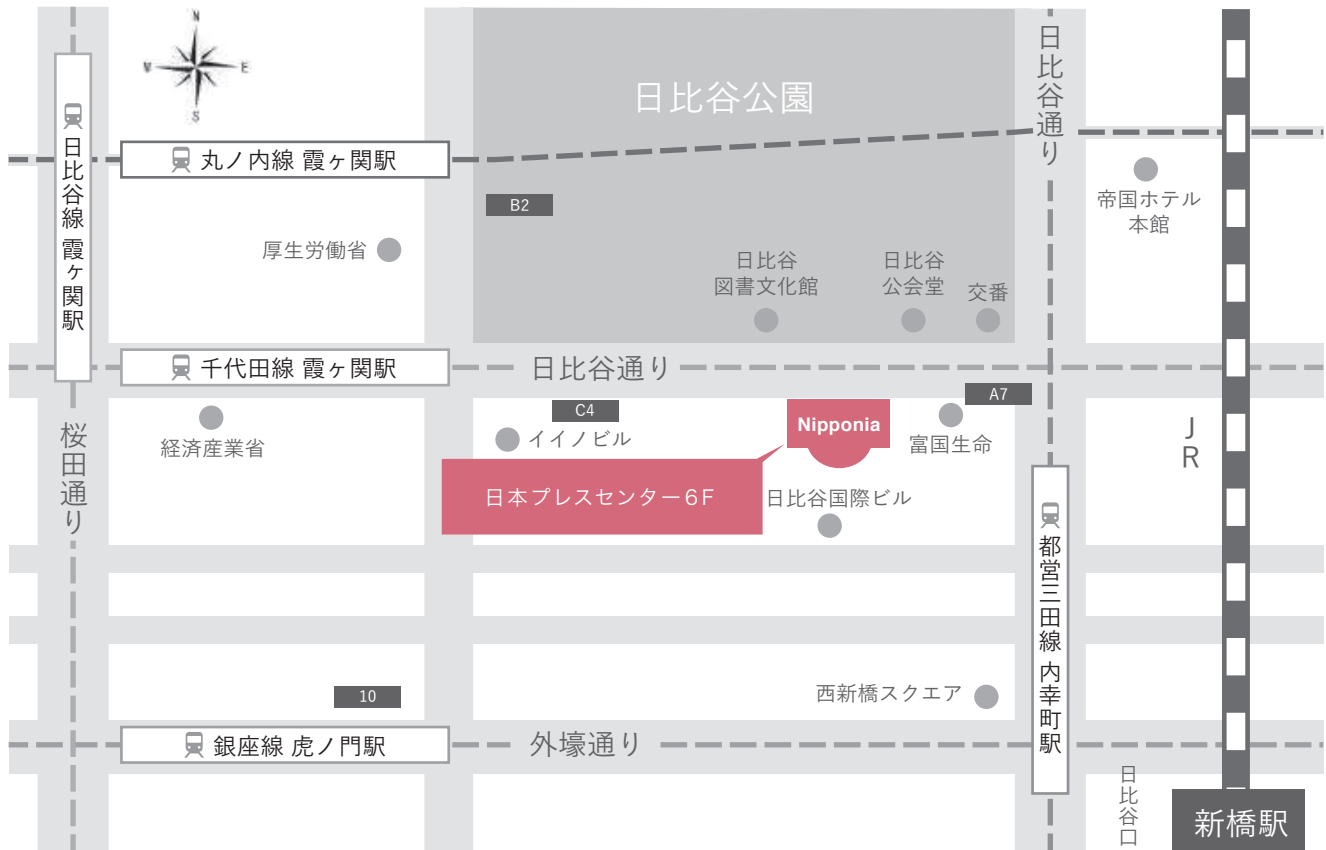 N
W
E
S
日比谷公園
日比谷通り
日比谷線 霞ヶ関駅
丸ノ内線 霞ヶ関駅
B2
帝国ホテル
本館
厚生労働省
日比谷
図書文化館
日比谷
公会堂
交番
千代田線 霞ヶ関駅
日比谷通り
A7
C4
Nipponia
経済産業省
イイノビル
富国生命
JR
桜田通り
日本プレスセンター6F
日比谷国際ビル
都営三田線 内幸町駅
10
西新橋スクエア
銀座線 虎ノ門駅
外壕通り
日比谷口
新橋駅